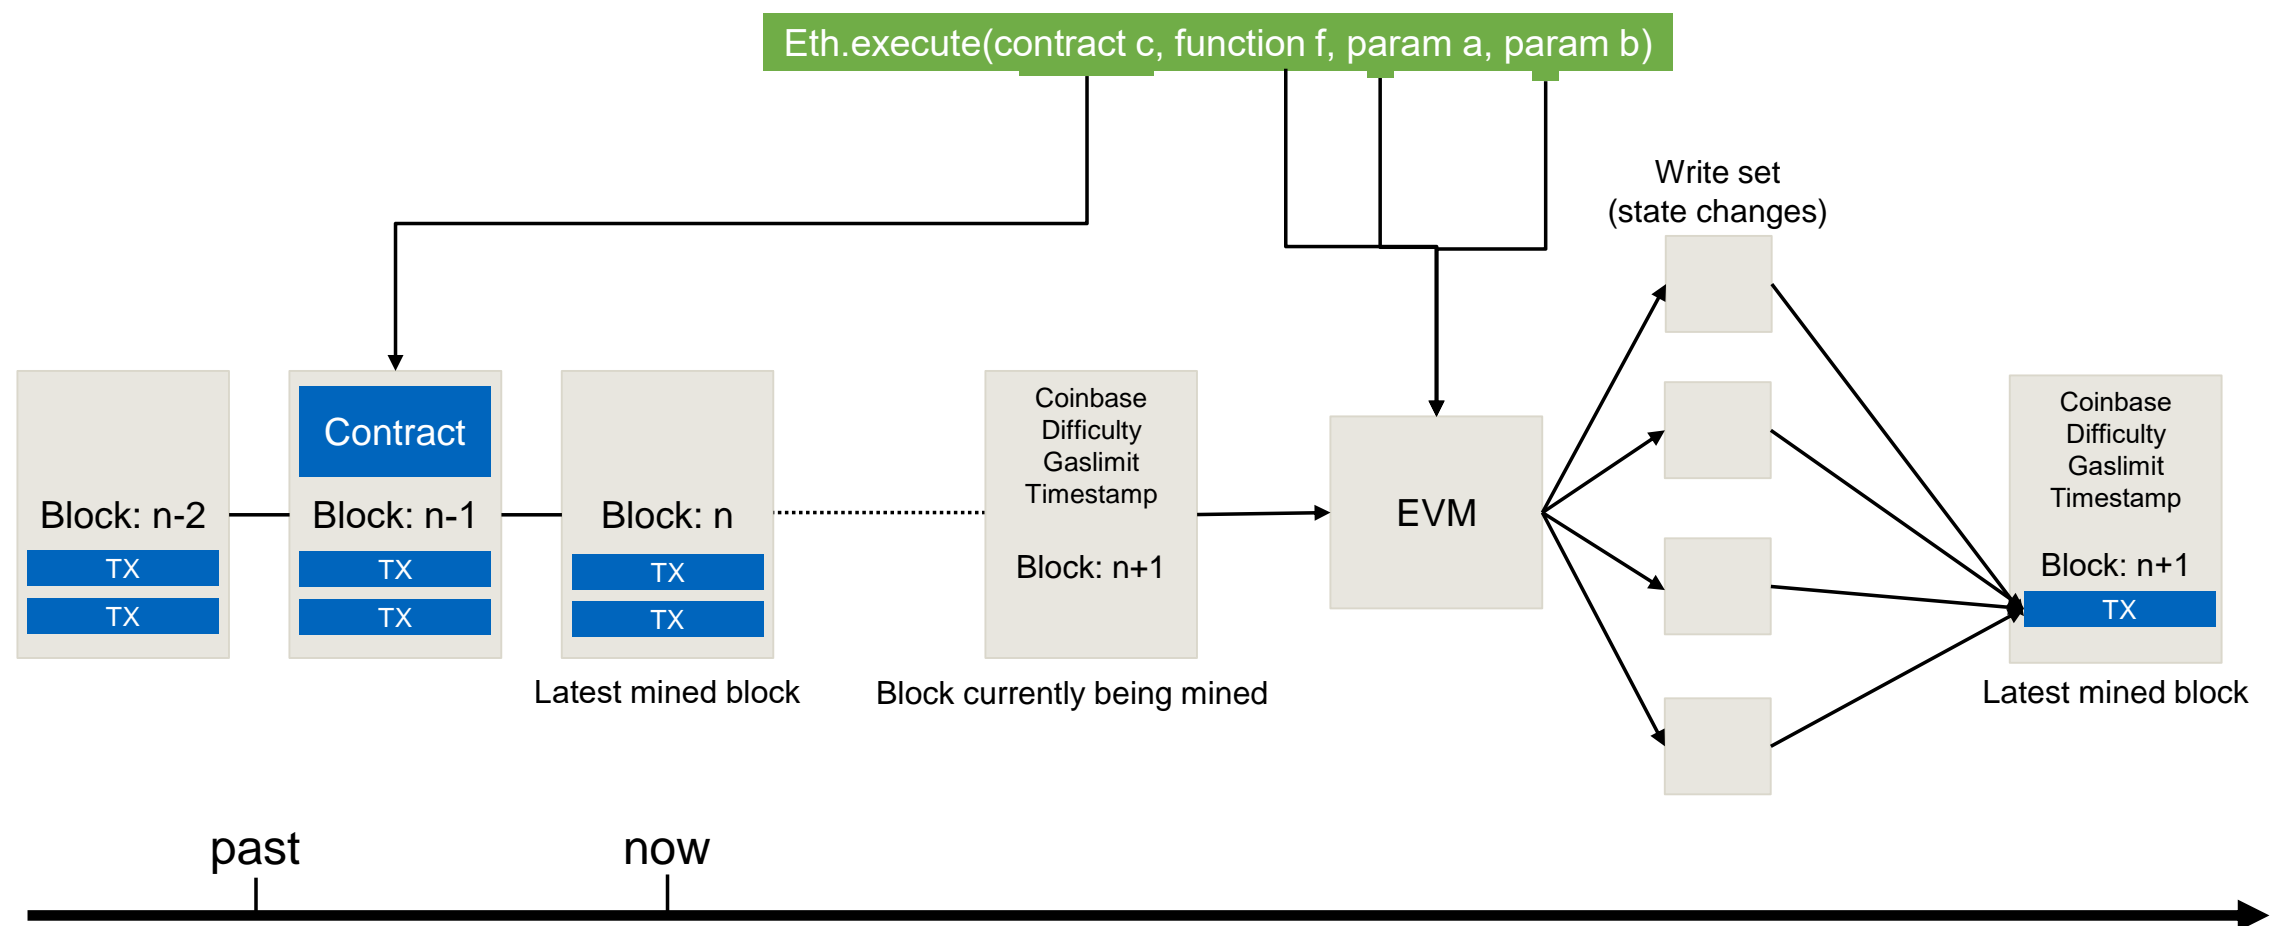 Eth.execute(contract c, function f, param a, param b)
Write set
(state changes)
Contract
Block: n-2
TX
TX
Block: n-1
TX
TX
Block: n
TX
TX
Latest mined block
Coinbase
Difficulty
Gaslimit
Timestamp
Block: n+1
Block currently being mined
EVM
Coinbase
Difficulty
Gaslimit
Timestamp
Block: n+1
TX
Latest mined block
past
now